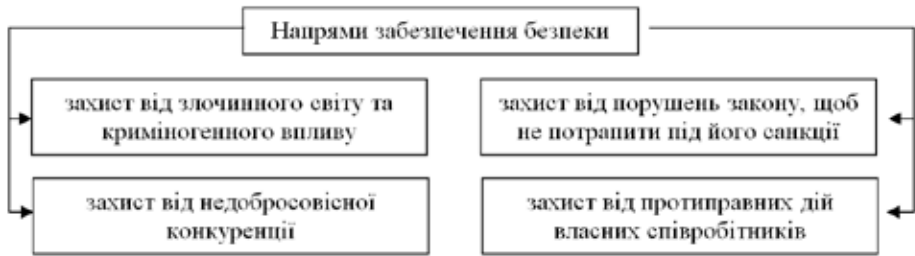 Напрями забезпечення безпеки
захист від злочинного світу та
криміногенного впливу
захист від порушень закону, щоб
не потрапити під його санкції
захист від недобросовісної
конкуренції
захист від протиправних дій
власних співробітників